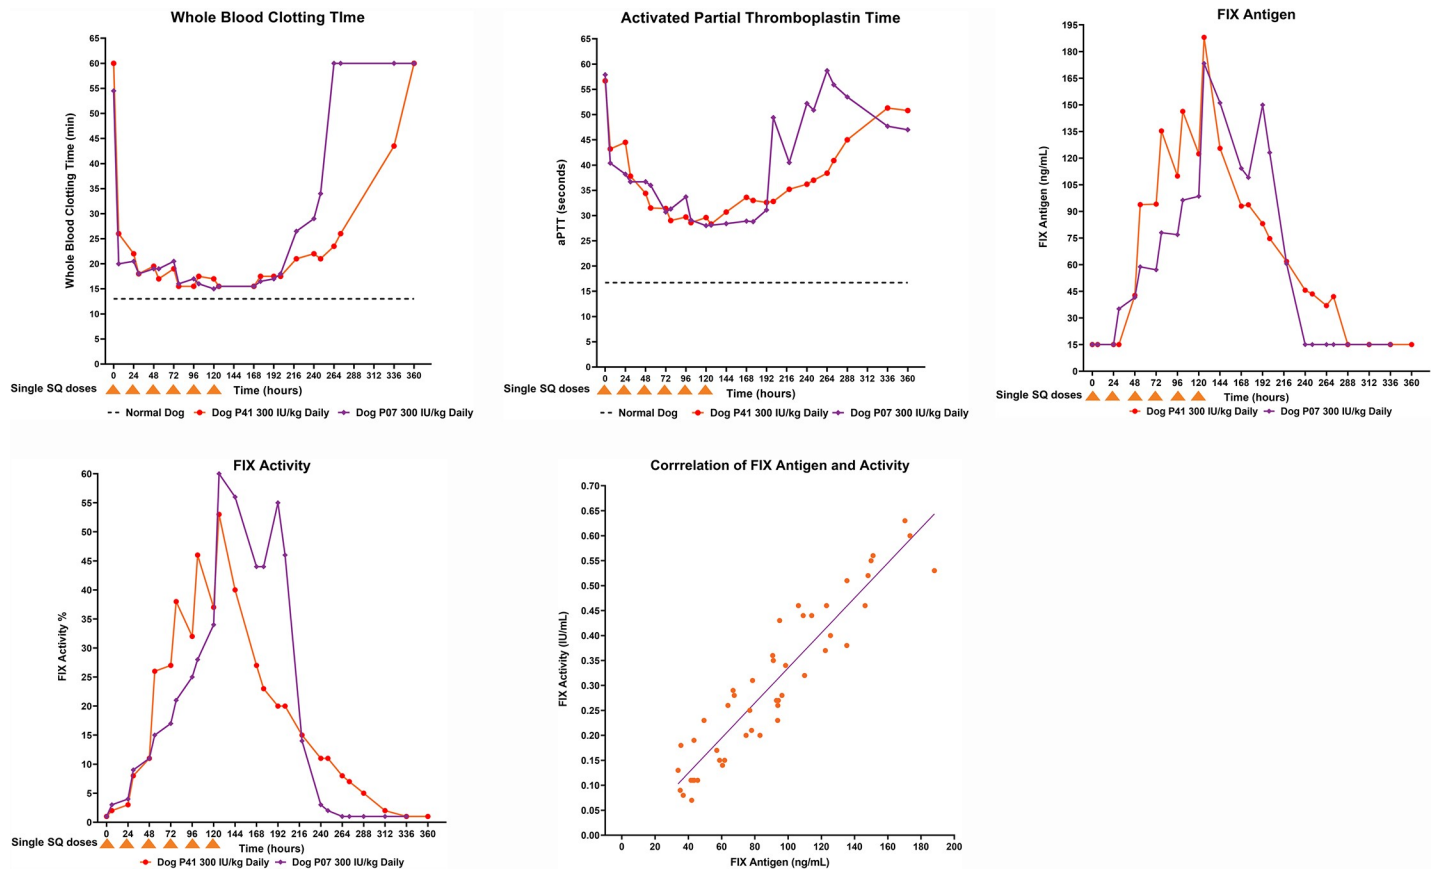 Whole Blood Clotting TIme
Whole Blood Clotting Time (min)
65
60
55
50
45
40
35
30
25
20
15
10
5
0
0 24 48 72 96 120 144 168 192 216 240 264 288 312 336 360
Single SQ doses
Time (hours)
Normal Dog Dog P41 300 IU/kg Daily Dog P07 300 IU/kg Daily
Activated Partial Thromboplastin Time
aPTT (seconds)
65
60
55
50
45
40
35
30
25
20
15
10
5
0
0 24 48 72 96 120 144 168 192 216 240 264 288 312 336 360
Single SQ doses
Time (hours)
Normal Dog Dog P41 300 IU/kg Daily Dog P07 300 IU/kg Daily
FIX Antigen
FIX Antigen (ng/mL)
195
180
165
150
135
120
105
90
75
60
45
30
15
0
0 24 48 72 96 120 144 168 192 216 240 264 288 312 336 360
Single SQ doses
Time (hours)
Dog P41 300 IU/kg Daily Dog P07 300 IU/kg Daily
FIX Activity
FIX Activity %
60
55
50
45
40
35
30
25
20
15
10
5
0
0 24 48 72 96 120 144 168 192 216 240 264 288 312 336 360
Single SQ doses
Time (hours)
Dog P41 300 IU/kg Daily Dog P07 300 IU/kg Daily
Corrrelation of FIX Antigen and Activity
FIX Activity (IU/mL)
0.70
0.65
0.60
0.55
0.50
0.45
0.40
0.35
0.30
0.25
0.20
0.15
0.10
0.05
0.00
0 20 40 60 80 100 120 140 160 180 200
FIX Antigen (ng/mL)